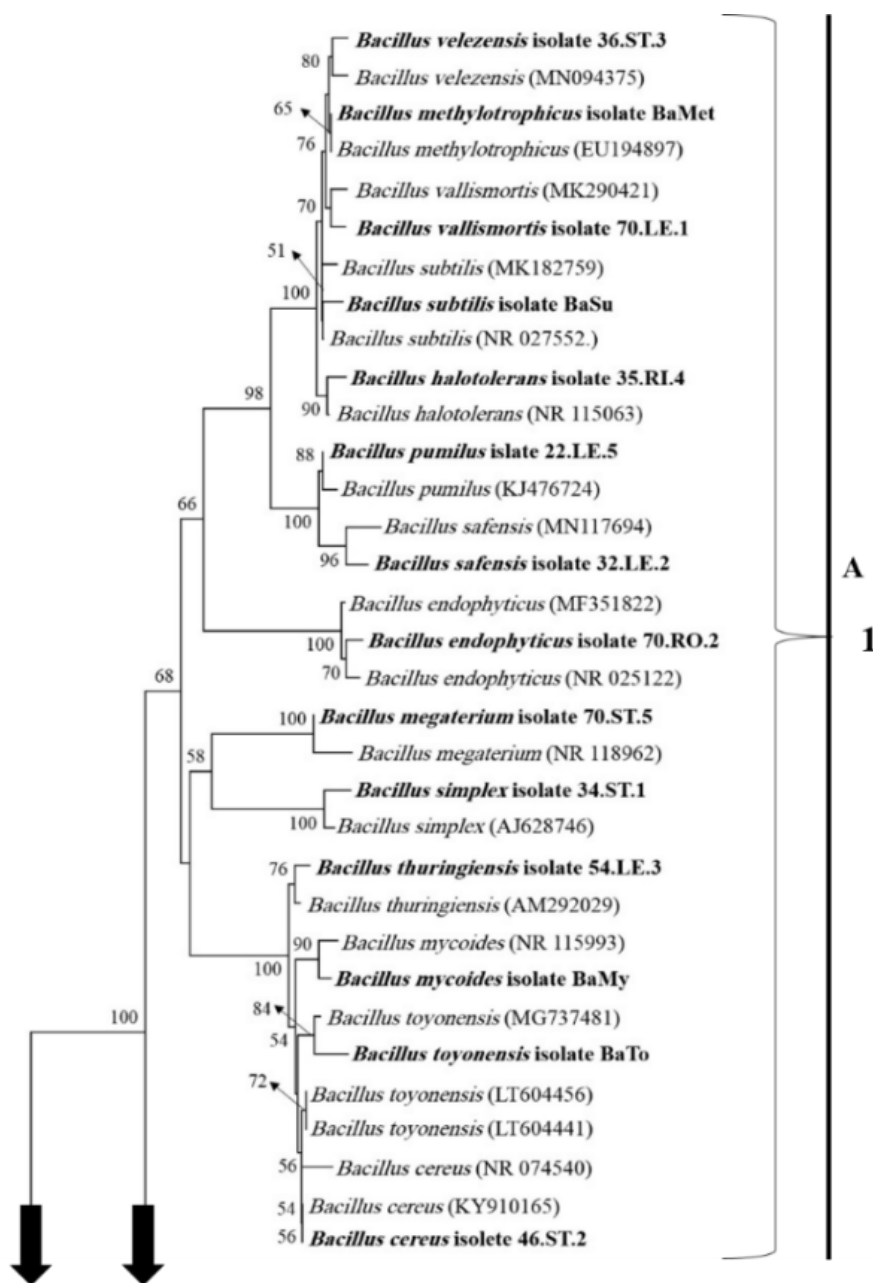 Bacillus velezensis isolate 36.ST.3
80
Bacillus velezensis (MN094375)
65
Bacillus methylotrophicus isolate BaMet
76
Bacillus methylotrophicus (EU194897)
Bacillus vallismortis (MK290421)
70
Bacillus vallismortis isolate 70.LE.1
51
Bacillus subtilis (MK182759)
100
Bacillus subtilis isolate BaSu
Bacillus subtilis (NR 027552.)
Bacillus halotolerans isolate 35.RI.4
98
90
Bacillus halotolerans (NR 115063)
88
Bacillus pumilus islate 22.LE.5
Bacillus pumilus (KJ476724)
66
100
Bacillus safensis (MN117694)
96
Bacillus safensis isolate 32.LE.2
A
Bacillus endophyticus (MF351822)
100
Bacillus endophyticus isolate 70.RO.2
1
70
Bacillus endophyticus (NR 025122)
68
100
Bacillus megaterium isolate 70.ST.5
Bacillus megaterium (NR 118962)
58
Bacillus simplex isolate 34.ST.1
100
Bacillus simplex (AJ628746)
76
Bacillus thuringiensis isolate 54.LE.3
Bacillus thuringiensis (AM292029)
90
Bacillus mycoides (NR 115993)
100
Bacillus mycoides isolate BaMy
84
Bacillus toyonensis (MG737481)
100
54
Bacillus toyonensis isolate BaTo
72
Bacillus toyonensis (LT604456)
Bacillus toyonensis (LT604441)
56
Bacillus cereus (NR 074540)
54
Bacillus cereus (KY910165)
56
Bacillus cereus isolete 46.ST.2